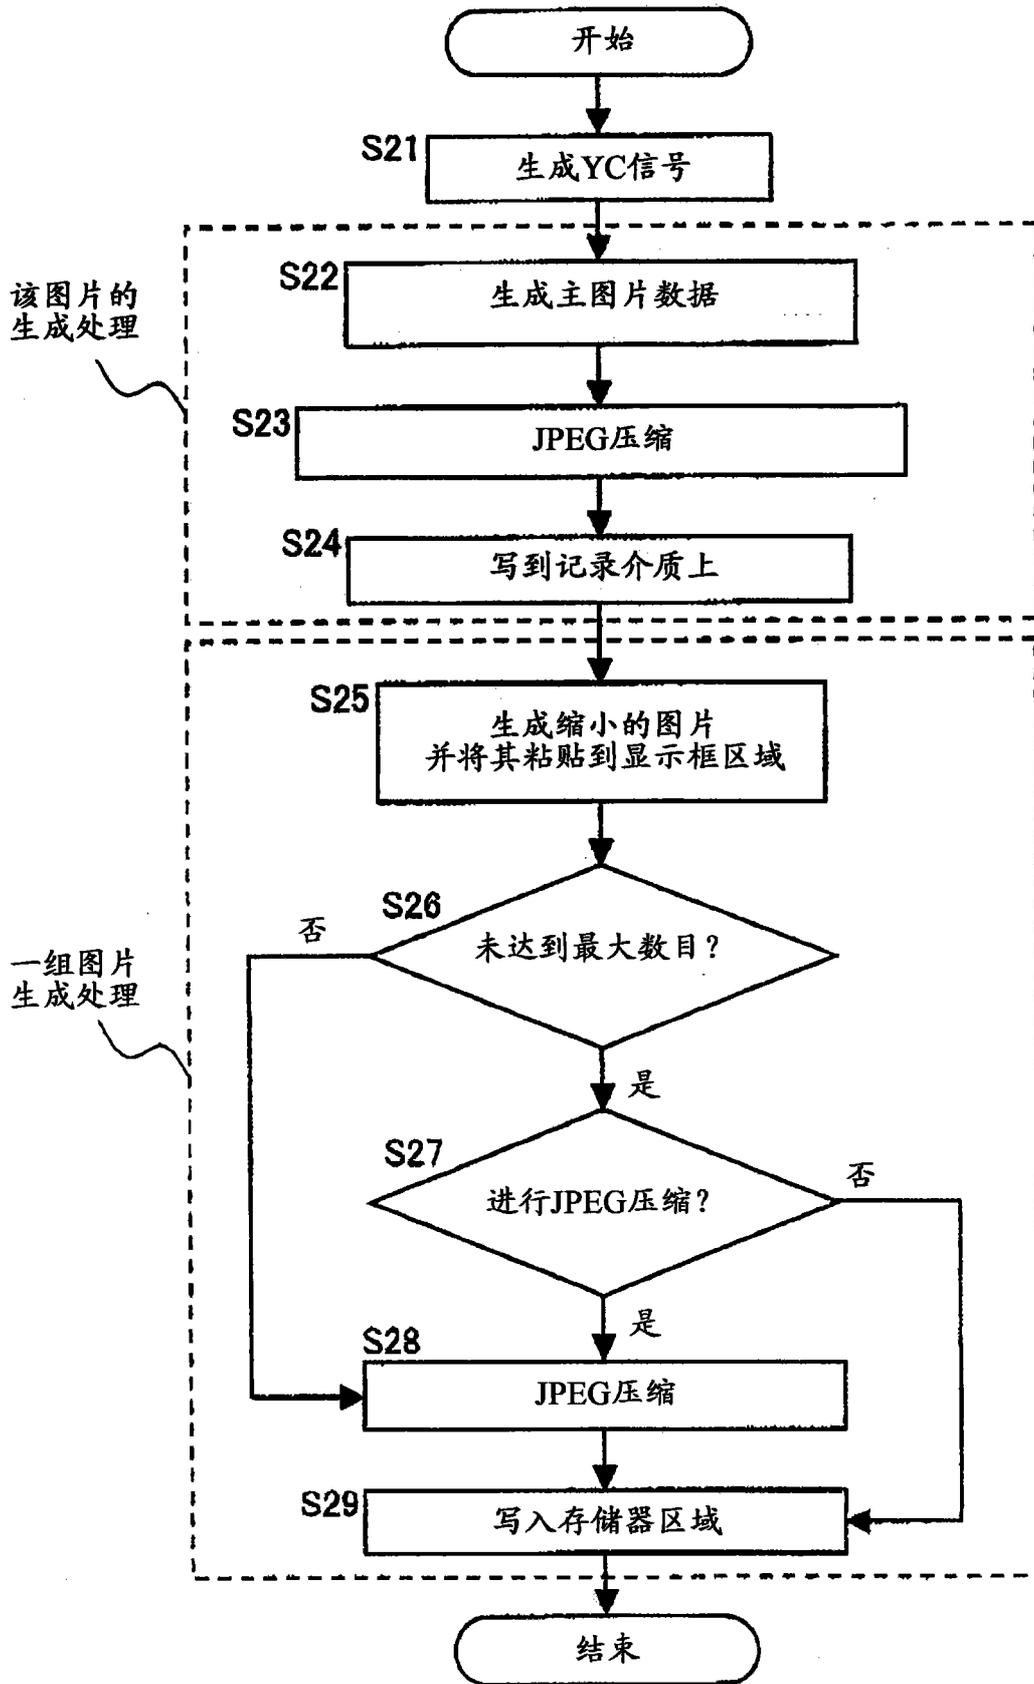 开始
S21
生成YC信号
S22
生成主图片数据
该图片的
生成处理
S23
JPEG压缩
S24
写到记录介质上
S25
生成缩小的图片
并将其粘贴到显示框区域
S26
未达到最大数目?
否
一组图片
生成处理
是
S27
进行JPEG压缩?
否
是
S28
JPEG压缩
S29
写入存储器区域
结束